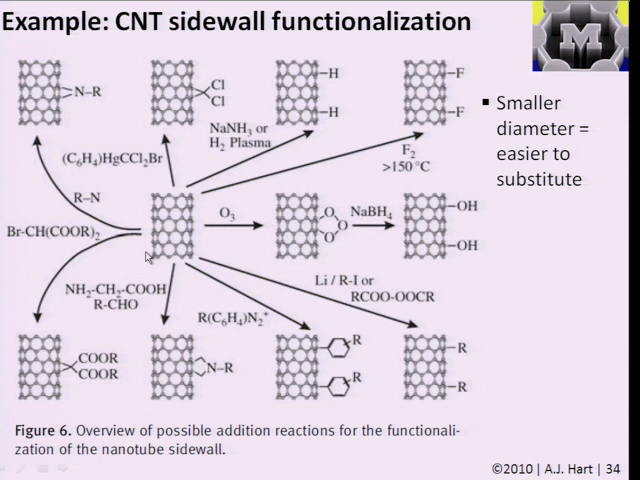 Example: CNT sidewall functionalization
M
N–R
Cl
Cl
–H
–H
–F
–F
▪ Smaller
diameter =
easier to
substitute
(C₆H₄)HgCCl₂Br
NaNH₃ or
H₂ Plasma
F₂
>150 °C
R–N
Br-CH(COOR)₂
O₃
O
O
O
NaBH₄
–OH
–OH
NH₂-CH₂-COOH
R-CHO
R(C₆H₄)N₂⁺
Li / R-I or
RCOO-OOCR
COOR
COOR
N–R
R
R
–R
–R
Figure 6. Overview of possible addition reactions for the functionali-
zation of the nanotube sidewall.
©2010 | A.J. Hart | 34